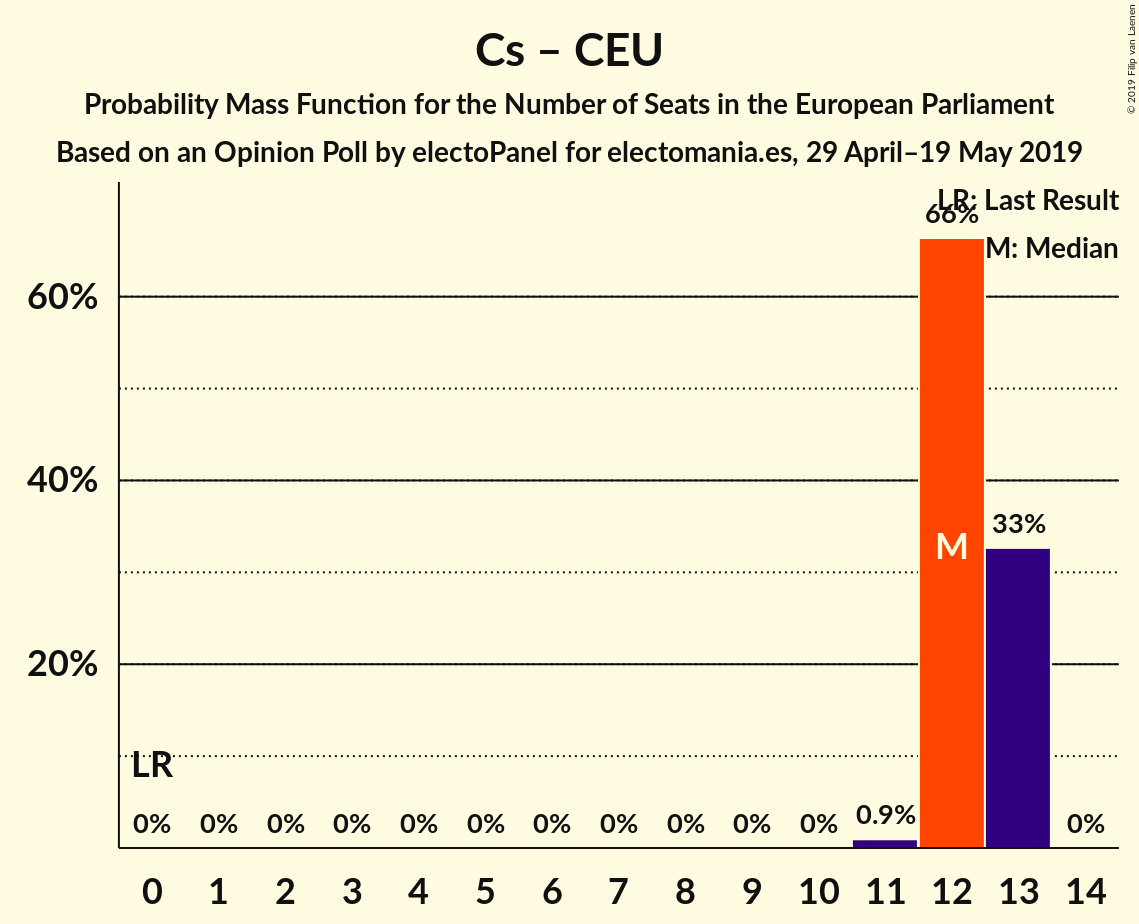 Cs – CEU
Probability Mass Function for the Number of Seats in the European Parliament
Based on an Opinion Poll by electoPanel for electomania.es, 29 April–19 May 2019
© 2019 Filip van Laenen
LR: Last Result
M: Median
66%
60%
40%
33%
M
20%
LR
0% 0% 0% 0% 0% 0% 0% 0% 0% 0% 0% 0.9% 0%
0 1 2 3 4 5 6 7 8 9 10 11 12 13 14